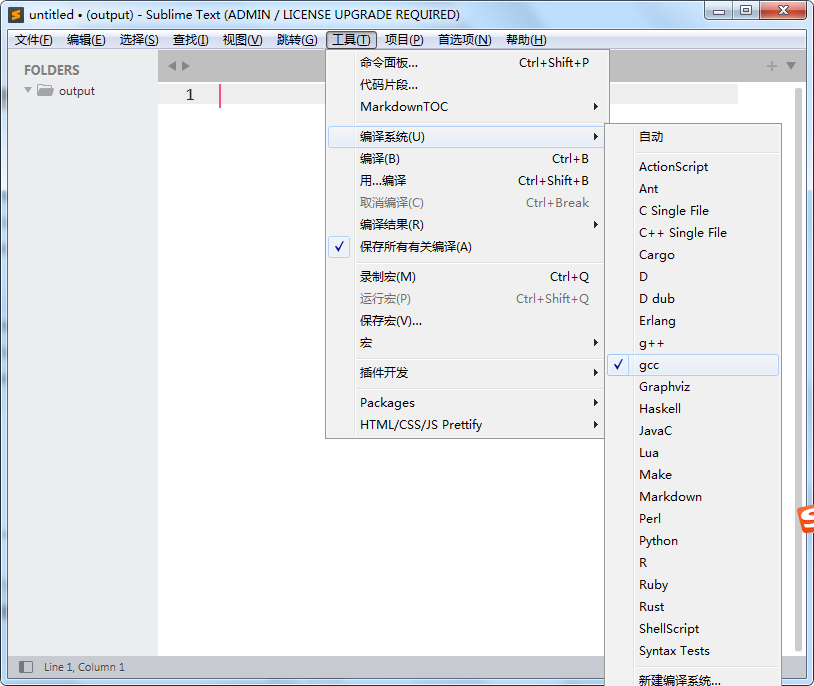 untitled • (output) - Sublime Text (ADMIN / LICENSE UPGRADE REQUIRED)
文件(F) 编辑(E) 选择(S) 查找(I) 视图(V) 跳转(G) 工具(T) 项目(P) 首选项(N) 帮助(H)
FOLDERS
output
1
命令面板... Ctrl+Shift+P
代码片段...
MarkdownTOC
编译系统(U)
编译(B) Ctrl+B
用...编译 Ctrl+Shift+B
取消编译(C) Ctrl+Break
编译结果(R)
保存所有有关编译(A)
录制宏(M) Ctrl+Q
运行宏(P) Ctrl+Shift+Q
保存宏(V)...
宏
插件开发
Packages
HTML/CSS/JS Prettify
自动
ActionScript
Ant
C Single File
C++ Single File
Cargo
D
D dub
Erlang
g++
gcc
Graphviz
Haskell
JavaC
Lua
Make
Markdown
Perl
Python
R
Ruby
Rust
ShellScript
Syntax Tests
新建编译系统...
Line 1, Column 1